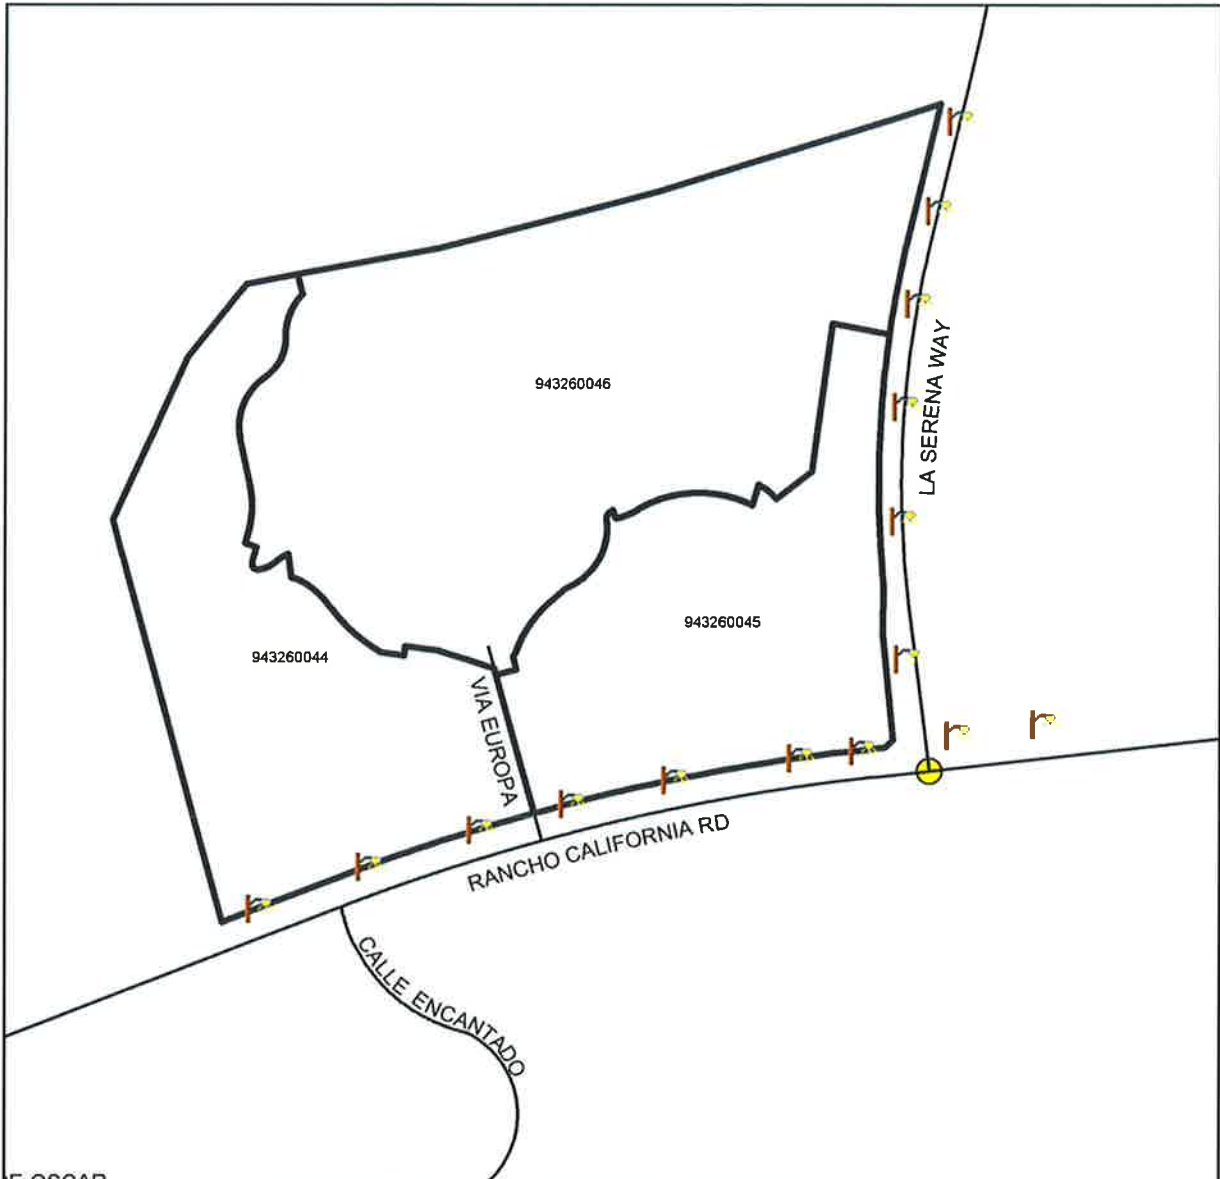 943260046
LA SERENA WAY
943260045
943260044
VIA EUROPA
RANCHO CALIFORNIA RD
CALLE ENCANTADO